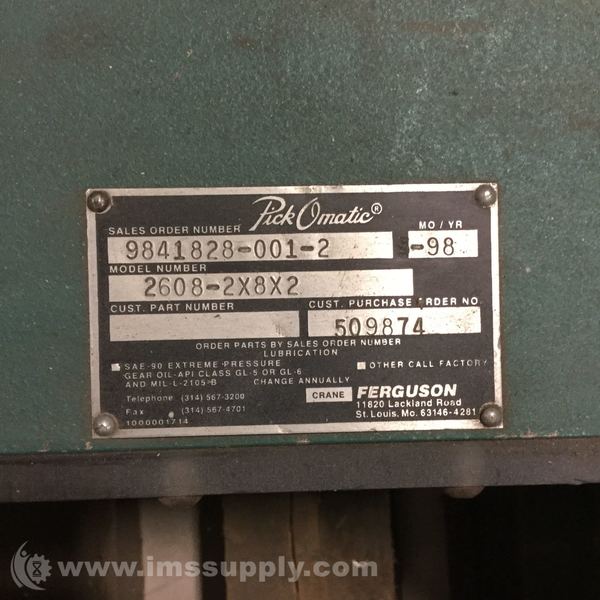 Pick O matic®
SALES ORDER NUMBER MO / YR
9841828-001-2 -98
MODEL NUMBER
2608-2X8X2
CUST. PART NUMBER CUST. PURCHASE RDER NO
509874
ORDER PARTS BY SALES ORDER NUMBER
LUBRICATION
SAE-90 EXTREME PRESSURE OTHER CALL FACTORY
GEAR OIL-API CLASS GL-5 OR GL-6
AND MIL-L-2105-B CHANGE ANNUALLY
CRANE FERGUSON
Telephone (314) 567-3200 11820 Lackland Road
Fax (314) 567-4701 St. Louis, Mo. 63146-4281
1000001714
www.imssupply.com